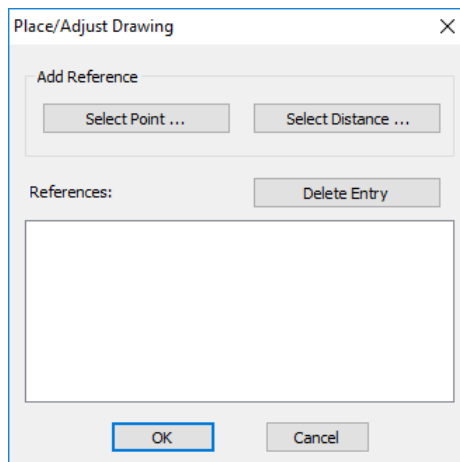 Place/Adjust Drawing
Add Reference
Select Point ... Select Distance ...
References: Delete Entry
OK Cancel